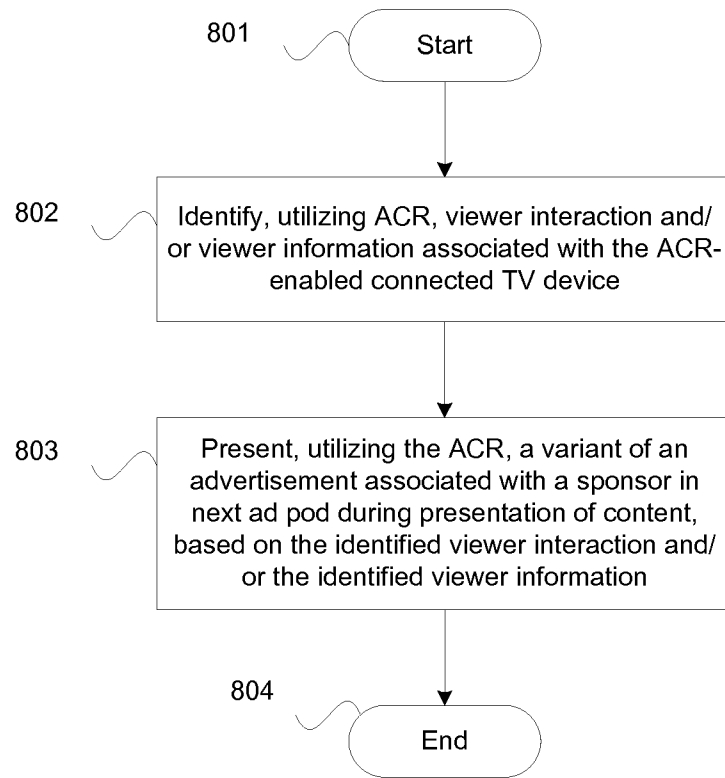 801
Start
802
Identify, utilizing ACR, viewer interaction and/
or viewer information associated with the ACR-
enabled connected TV device
803
Present, utilizing the ACR, a variant of an
advertisement associated with a sponsor in
next ad pod during presentation of content,
based on the identified viewer interaction and/
or the identified viewer information
804
End